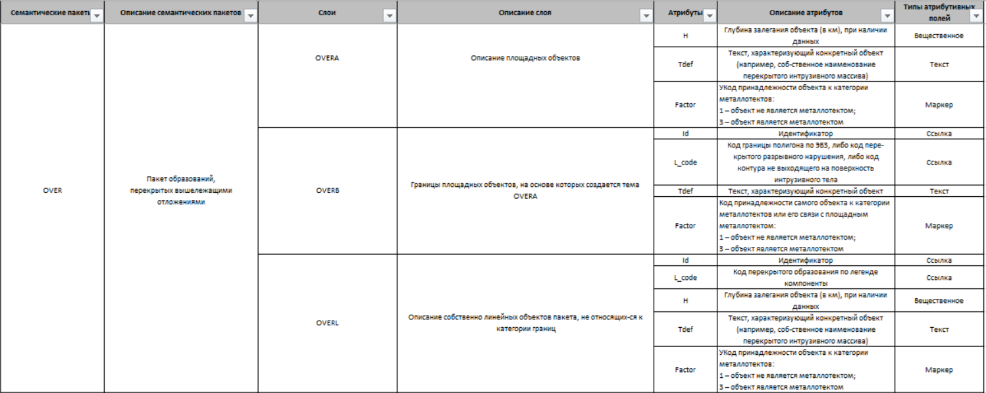 Семантические пакеты
Описание семантических пакетов
Слои
Описание слоя
Атрибуты
Описание атрибутов
Типы атрибутивных
полей
OVER
Пакет образований,
перекрытых вышележащими
отложениями
OVERA
Описание площадных объектов
H
Глубина залегания объекта (в км), при наличии
данных
Вещественное
Tdef
Текст, характеризующий конкретный объект
(например, соб-ственное наименование
перекрытого интрузивного массива)
Текст
Factor
УКод принадлежности объекта к категории
металлотектов:
1 – объект не является металлотектом;
3 – объект является металлотектом
Маркер
OVERB
Границы площадных объектов, на основе которых создается тема
OVERA
Id
Идентификатор
Ссылка
L_code
Код границы полигона по ЭБЗ, либо код пере-
крытого разрывного нарушения, либо код
контура не выходящего на поверхность
интрузивного тела
Ссылка
Tdef
Текст, характеризующий конкретный объект
Текст
Factor
Код принадлежности самого объекта к категории
металлотектов или его связи с площадным
металлотектом:
1 – объект не является металлотектом;
3 – объект является металлотектом
Маркер
OVERL
Описание собственно линейных объектов пакета, не относящих-ся к
категории границ
Id
Идентификатор
Ссылка
L_code
Код перекрытого образования по легенде
компоненты
Ссылка
H
Глубина залегания объекта (в км), при наличии
данных
Вещественное
Tdef
Текст, характеризующий конкретный объект
(например, соб-ственное наименование
перекрытого интрузивного массива)
Текст
Factor
УКод принадлежности объекта к категории
металлотектов:
1 – объект не является металлотектом;
3 – объект является металлотектом
Маркер